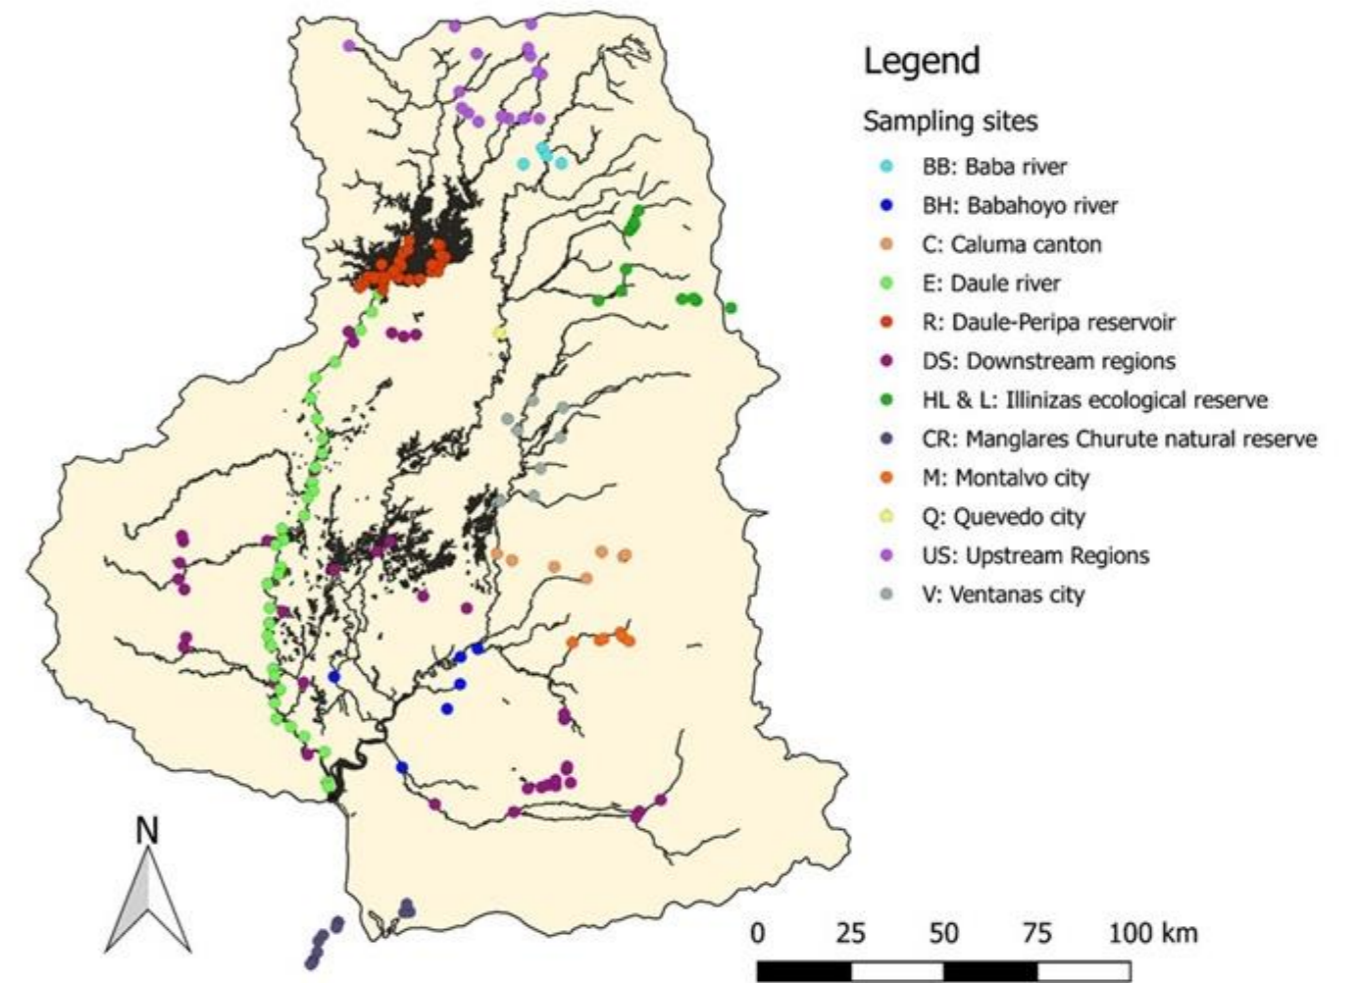 Legend
Sampling sites
BB: Baba river
BH: Babahoyo river
C: Caluma canton
E: Daule river
R: Daule-Peripa reservoir
DS: Downstream regions
HL & L: Illinizas ecological reserve
CR: Manglares Churute natural reserve
M: Montalvo city
Q: Quevedo city
US: Upstream Regions
V: Ventanas city
N
0 25 50 75 100 km